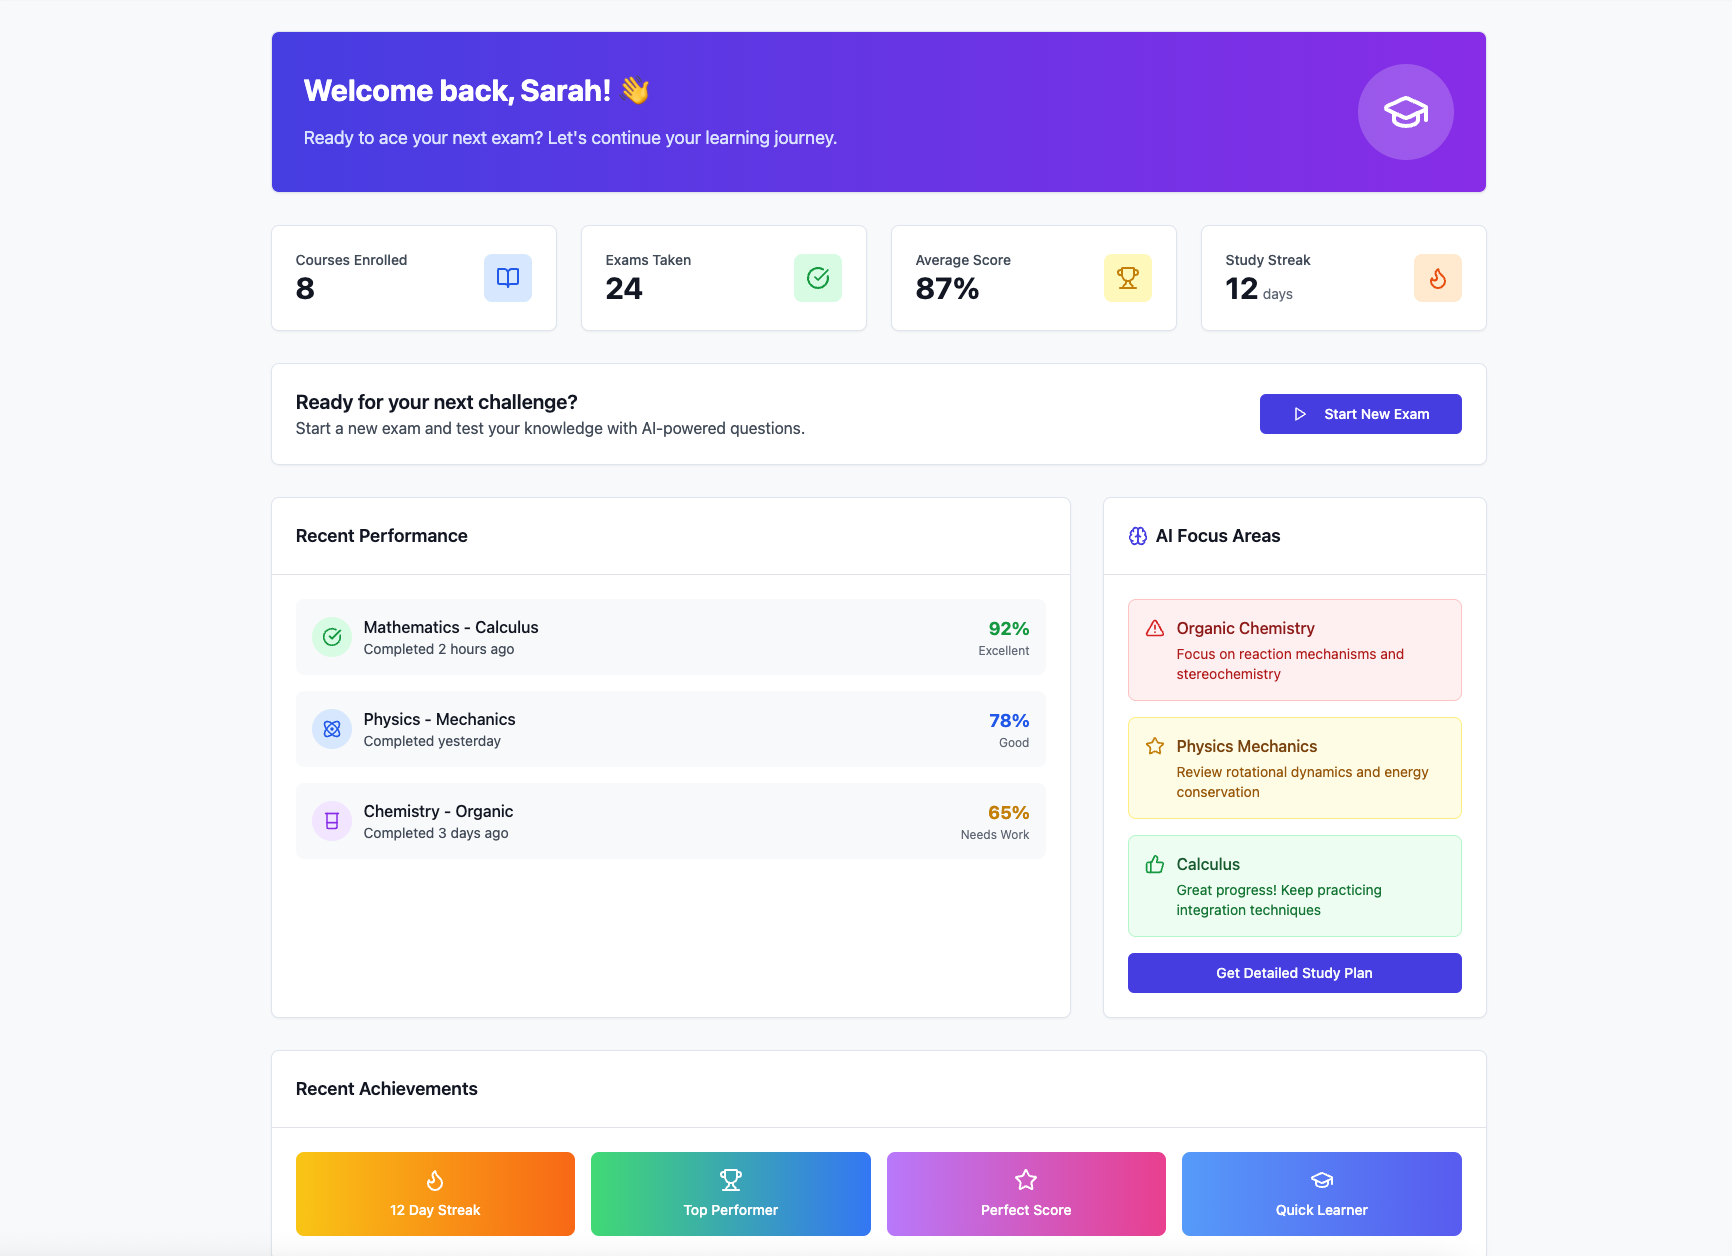 Welcome back, Sarah! 👋
Ready to ace your next exam? Let's continue your learning journey.
Courses Enrolled
8
Exams Taken
24
Average Score
87%
Study Streak
12 days
Ready for your next challenge?
Start a new exam and test your knowledge with AI-powered questions.
Start New Exam
Recent Performance
Mathematics - Calculus
Completed 2 hours ago
92%
Excellent
Physics - Mechanics
Completed yesterday
78%
Good
Chemistry - Organic
Completed 3 days ago
65%
Needs Work
AI Focus Areas
Organic Chemistry
Focus on reaction mechanisms and
stereochemistry
Physics Mechanics
Review rotational dynamics and energy
conservation
Calculus
Great progress! Keep practicing
integration techniques
Get Detailed Study Plan
Recent Achievements
12 Day Streak
Top Performer
Perfect Score
Quick Learner